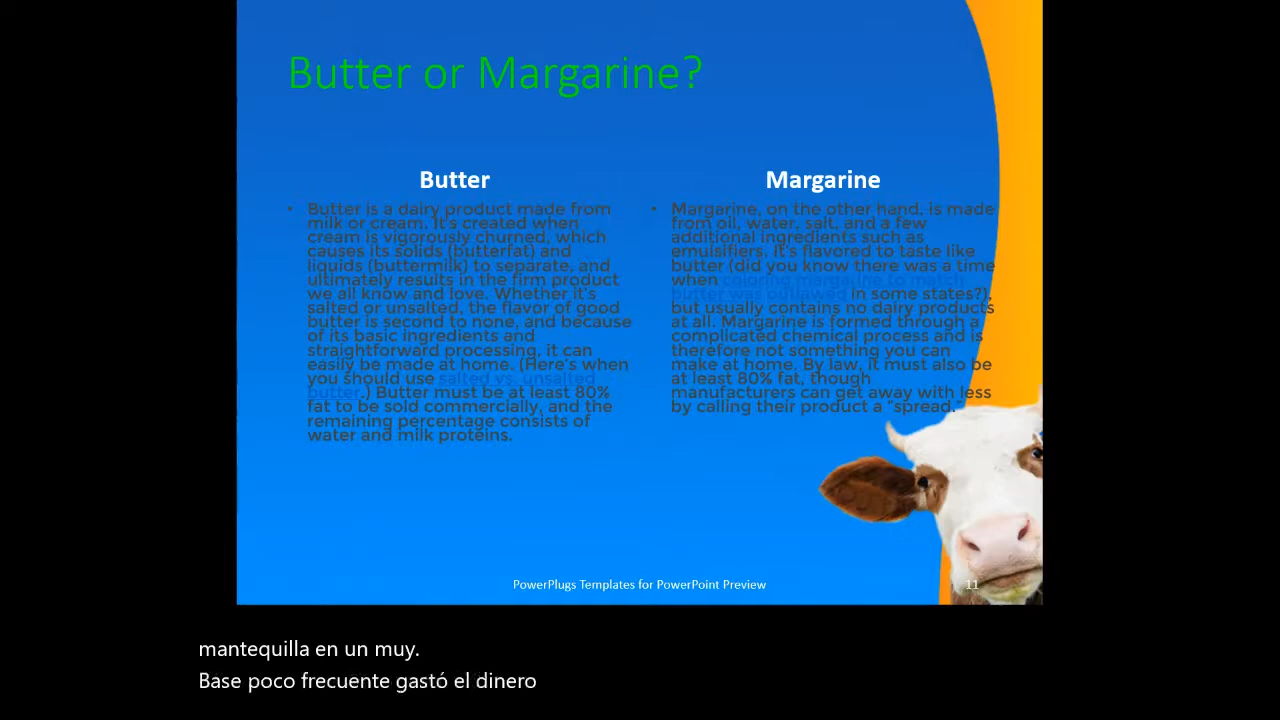 Butter or Margarine?
Butter
• Butter is a dairy product made from
milk or cream. It's created when
cream is vigorously churned, which
causes its solids (butterfat) and
liquids (buttermilk) to separate, and
ultimately results in the firm product
we all know and love. Whether it's
salted or unsalted, the flavor of good
butter is second to none, and because
of its basic ingredients and
straightforward processing, it can
easily be made at home. (Here's when
you should use salted vs. unsalted
butter.) Butter must be at least 80%
fat to be sold commercially, and the
remaining percentage consists of
water and milk proteins.
Margarine
• Margarine, on the other hand, is made
from oil, water, salt, and a few
additional ingredients such as
emulsifiers. It's flavored to taste like
butter (did you know there was a time
when coloring margarine to match
butter was outlawed in some states?),
but usually contains no dairy products
at all. Margarine is formed through a
complicated chemical process and is
therefore not something you can
make at home. By law, it must also be
at least 80% fat, though
manufacturers can get away with less
by calling their product a "spread."
PowerPlugs Templates for PowerPoint Preview
11
mantequilla en un muy.
Base poco frecuente gastó el dinero